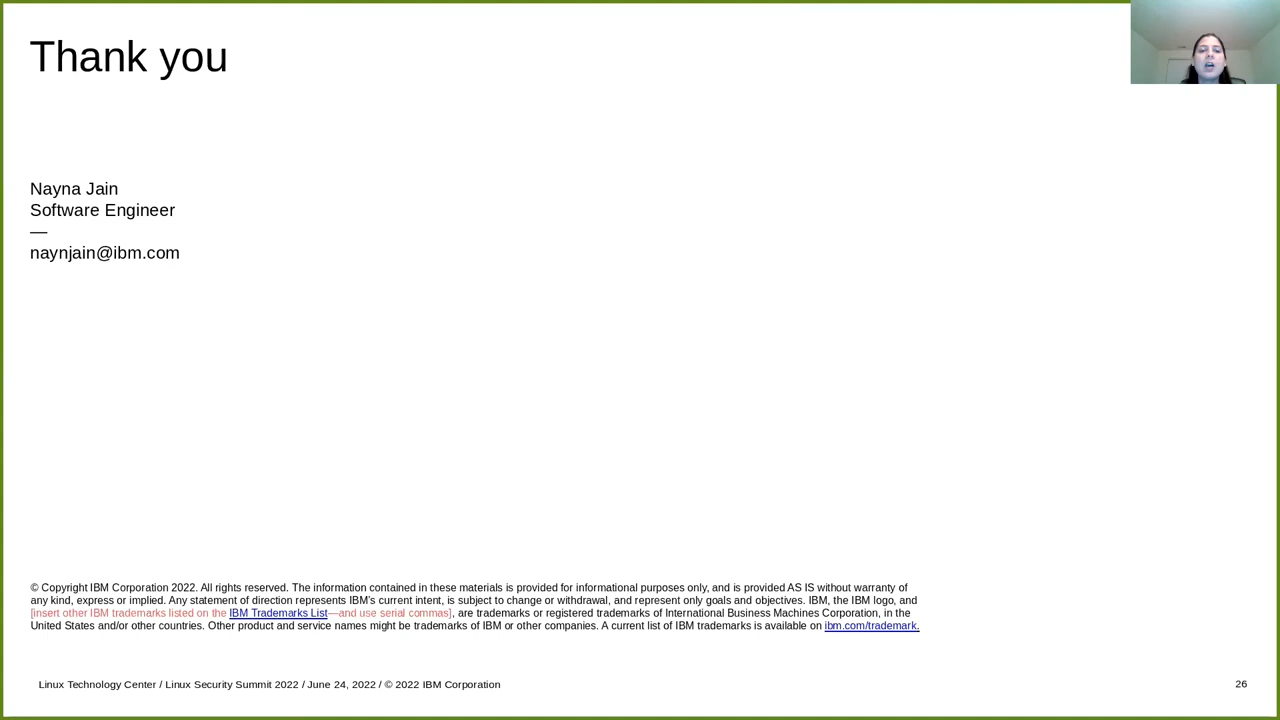 Thank you
Nayna Jain
Software Engineer
—
naynjain@ibm.com
© Copyright IBM Corporation 2022. All rights reserved. The information contained in these materials is provided for informational purposes only, and is provided AS IS without warranty of
any kind, express or implied. Any statement of direction represents IBM's current intent, is subject to change or withdrawal, and represent only goals and objectives. IBM, the IBM logo, and
[insert other IBM trademarks listed on the IBM Trademarks List—and use serial commas], are trademarks or registered trademarks of International Business Machines Corporation, in the
United States and/or other countries. Other product and service names might be trademarks of IBM or other companies. A current list of IBM trademarks is available on ibm.com/trademark.
Linux Technology Center / Linux Security Summit 2022 / June 24, 2022 / © 2022 IBM Corporation
26